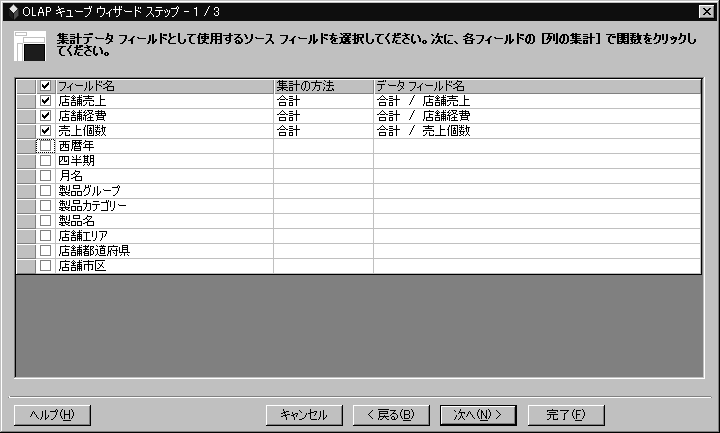 OLAP キューブ ウィザード ステップ - 1 / 3
集計データ フィールドとして使用するソース フィールドを選択してください。次に、各フィールドの [列の集計] で関数をクリックし
てください。
フィールド名 集計の方法 データ フィールド名
店舗売上 合計 合計 / 店舗売上
店舗経費 合計 合計 / 店舗経費
売上個数 合計 合計 / 売上個数
西暦年
四半期
月名
製品グループ
製品カテゴリー
製品名
店舗エリア
店舗都道府県
店舗市区
ヘルプ(H) キャンセル < 戻る(B) 次へ(N) > 完了(F)